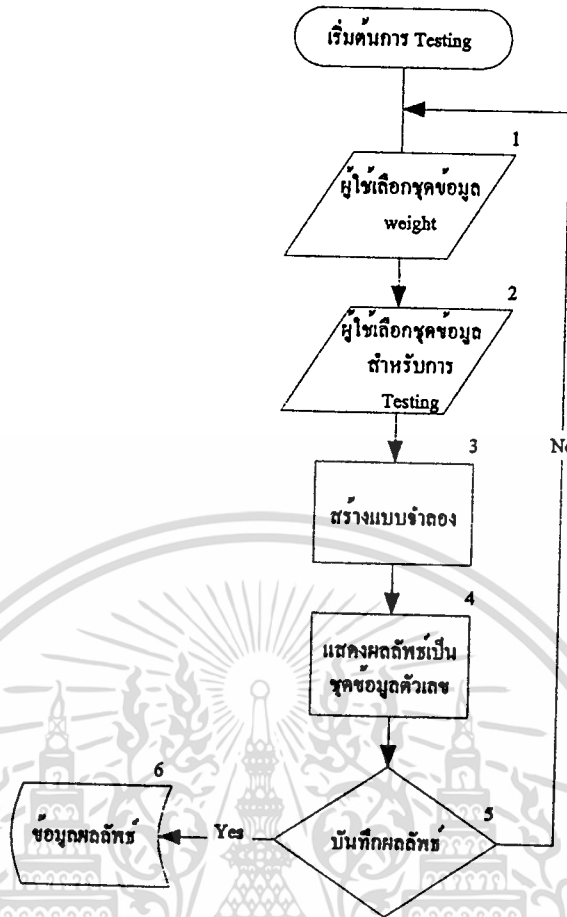 เริ่มต้นการ Testing
1
ผู้ใช้เลือกชุดข้อมูล
weight
2
ผู้ใช้เลือกชุดข้อมูล
สำหรับการ
Testing
3
สร้างแบบจำลอง
4
แสดงผลลัพธ์เป็น
ชุดข้อมูลตัวเลข
5
บันทึกผลลัพธ์
Yes
6
ข้อมูลผลลัพธ์